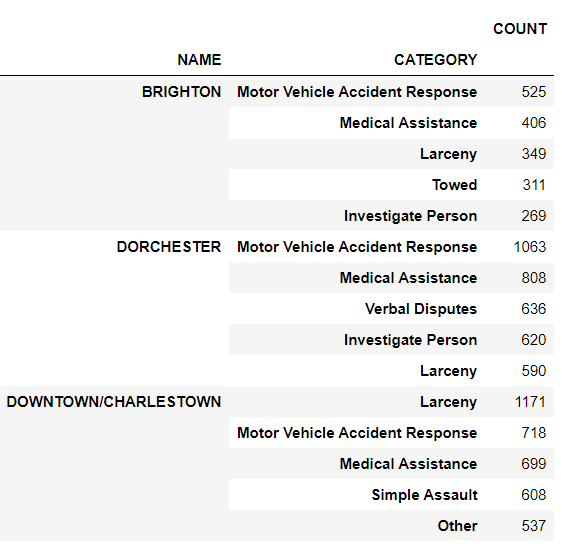 COUNT
NAME CATEGORY
BRIGHTON Motor Vehicle Accident Response 525
Medical Assistance 406
Larceny 349
Towed 311
Investigate Person 269
DORCHESTER Motor Vehicle Accident Response 1063
Medical Assistance 808
Verbal Disputes 636
Investigate Person 620
Larceny 590
DOWNTOWN/CHARLESTOWN Larceny 1171
Motor Vehicle Accident Response 718
Medical Assistance 699
Simple Assault 608
Other 537